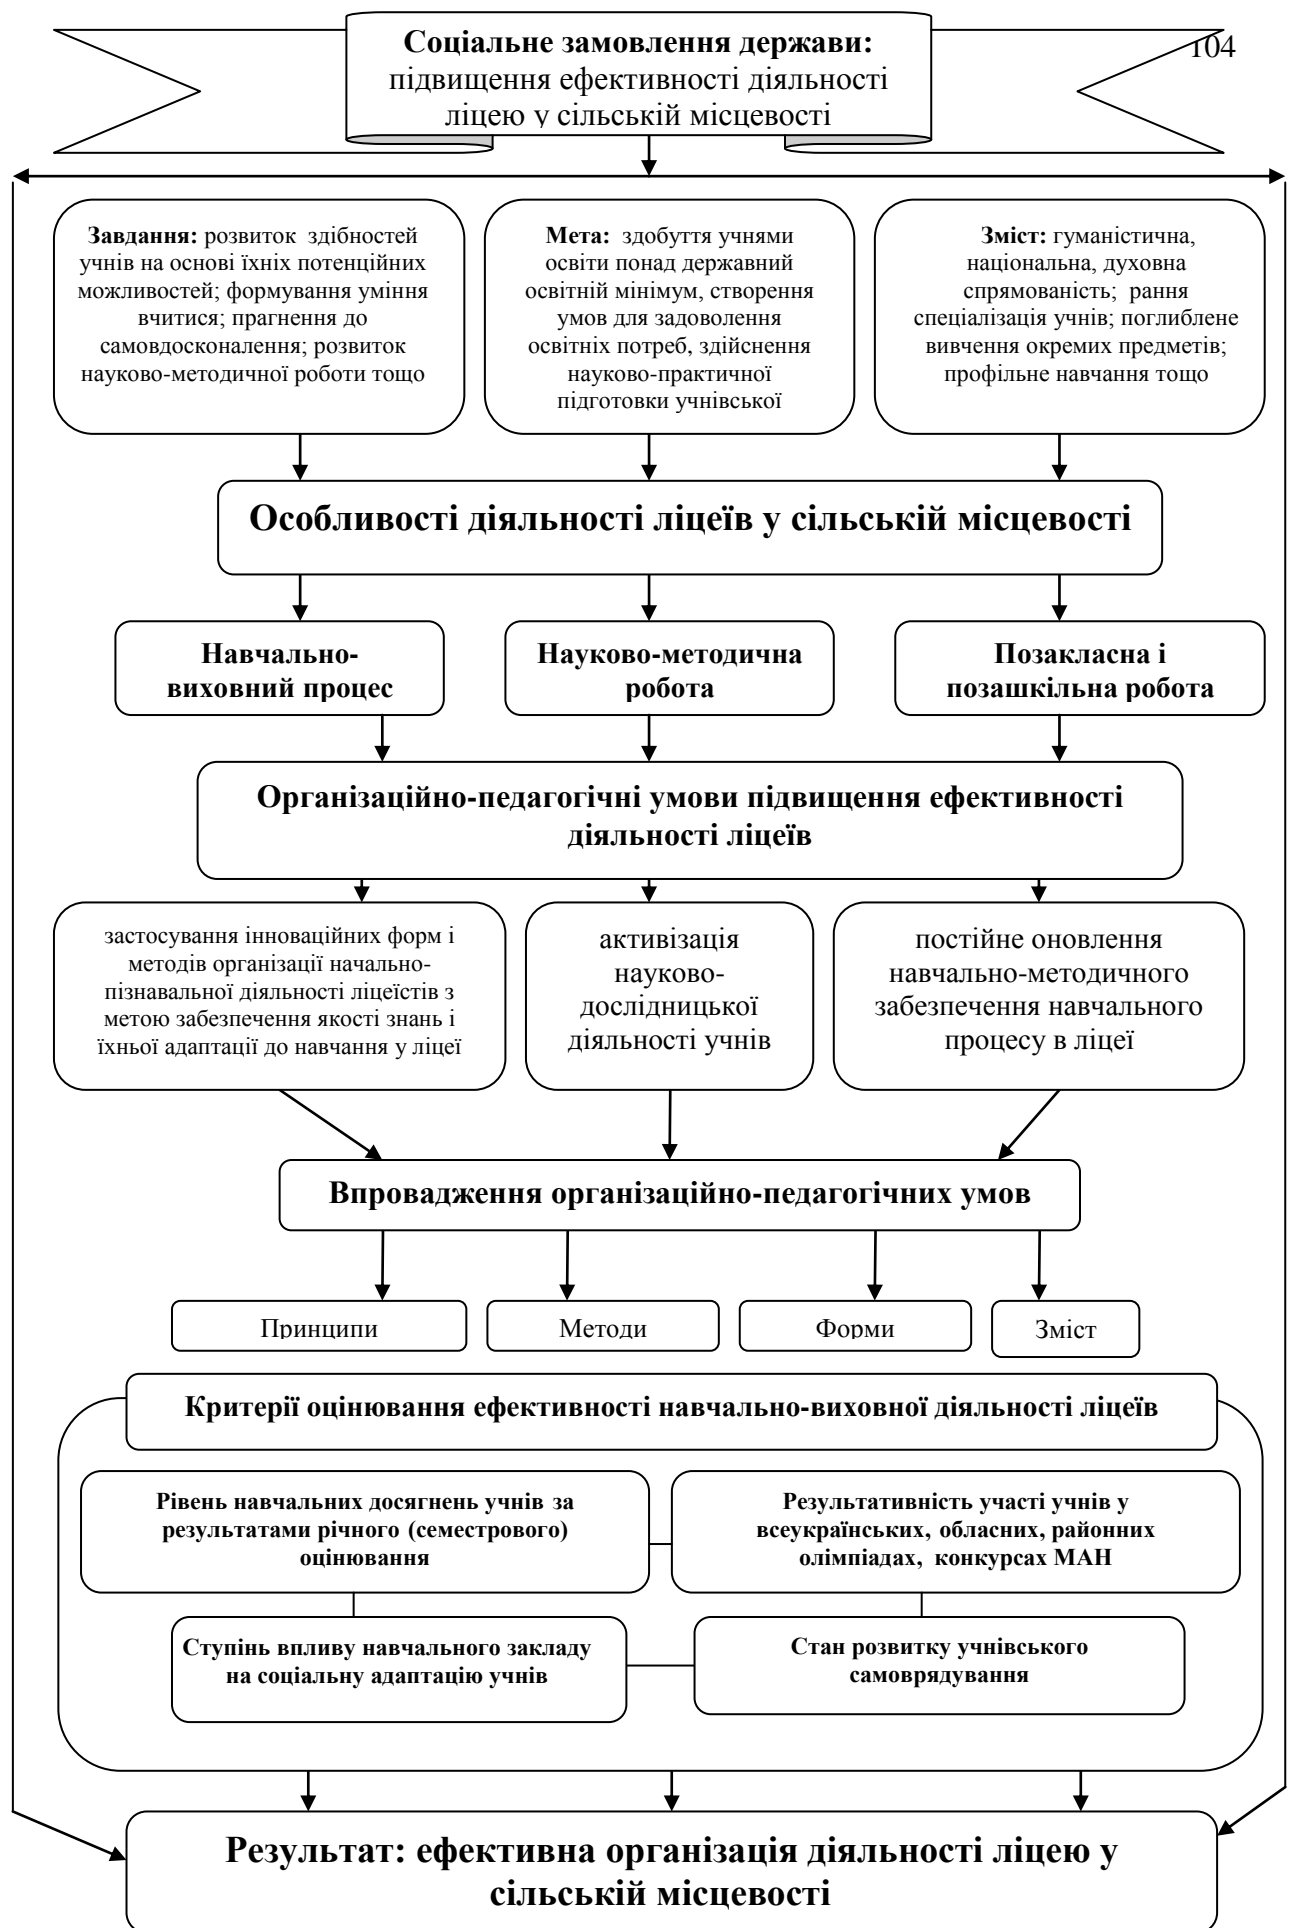 104
Соціальне замовлення держави:
підвищення ефективності діяльності
ліцею у сільській місцевості
Завдання: розвиток здібностей
учнів на основі їхніх потенційних
можливостей; формування уміння
вчитися; прагнення до
самовдосконалення; розвиток
науково-методичної роботи тощо
Мета: здобуття учнями
освіти понад державний
освітній мінімум, створення
умов для задоволення
освітніх потреб, здійснення
науково-практичної
підготовки учнівської
Зміст: гуманістична,
національна, духовна
спрямованість; рання
спеціалізація учнів; поглиблене
вивчення окремих предметів;
профільне навчання тощо
Особливості діяльності ліцеїв у сільській місцевості
Навчально-
виховний процес
Науково-методична
робота
Позакласна і
позашкільна робота
Організаційно-педагогічні умови підвищення ефективності
діяльності ліцеїв
застосування інноваційних форм і
методів організації начально-
пізнавальної діяльності ліцеїстів з
метою забезпечення якості знань і
їхньої адаптації до навчання у ліцеї
активізація
науково-
дослідницької
діяльності учнів
постійне оновлення
навчально-методичного
забезпечення навчального
процесу в ліцеї
Впровадження організаційно-педагогічних умов
Принципи
Методи
Форми
Зміст
Критерії оцінювання ефективності навчально-виховної діяльності ліцеїв
Рівень навчальних досягнень учнів за
результатами річного (семестрового)
оцінювання
Результативність участі учнів у
всеукраїнських, обласних, районних
олімпіадах, конкурсах МАН
Ступінь впливу навчального закладу
на соціальну адаптацію учнів
Стан розвитку учнівського
самоврядування
Результат: ефективна організація діяльності ліцею у
сільській місцевості